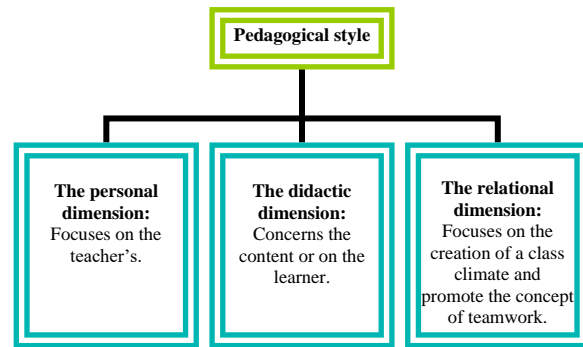 Pedagogical style
The personal
dimension:
Focuses on the
teacher's.
The didactic
dimension:
Concerns the
content or on the
learner.
The relational
dimension:
Focuses on the
creation of a class
climate and
promote the concept
of teamwork.